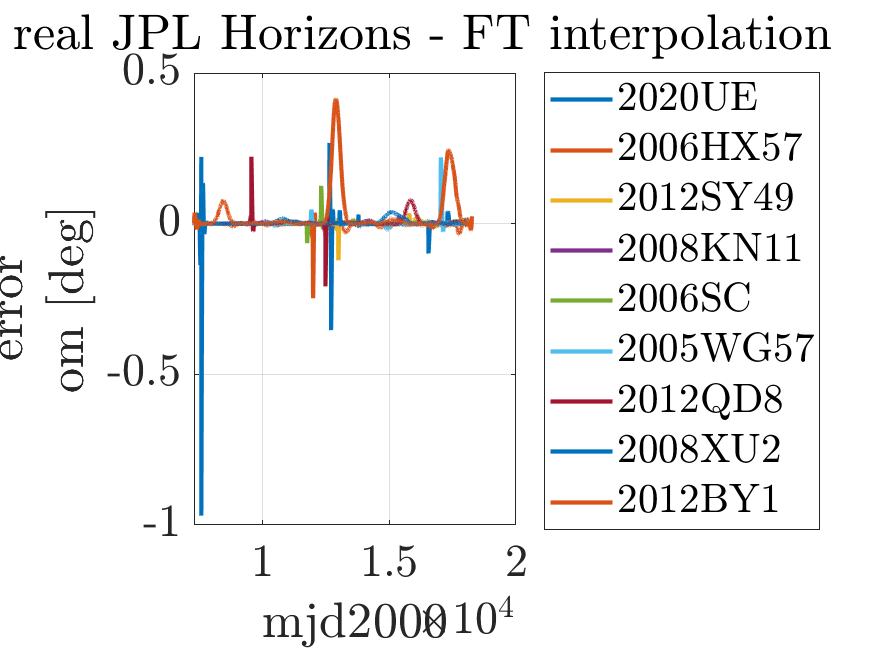 real JPL Horizons - FT interpolation
0.5
0
-0.5
-1
error
om [deg]
1
1.5
2
mjd2000
×10^4
2020UE
2006HX57
2012SY49
2008KN11
2006SC
2005WG57
2012QD8
2008XU2
2012BY1